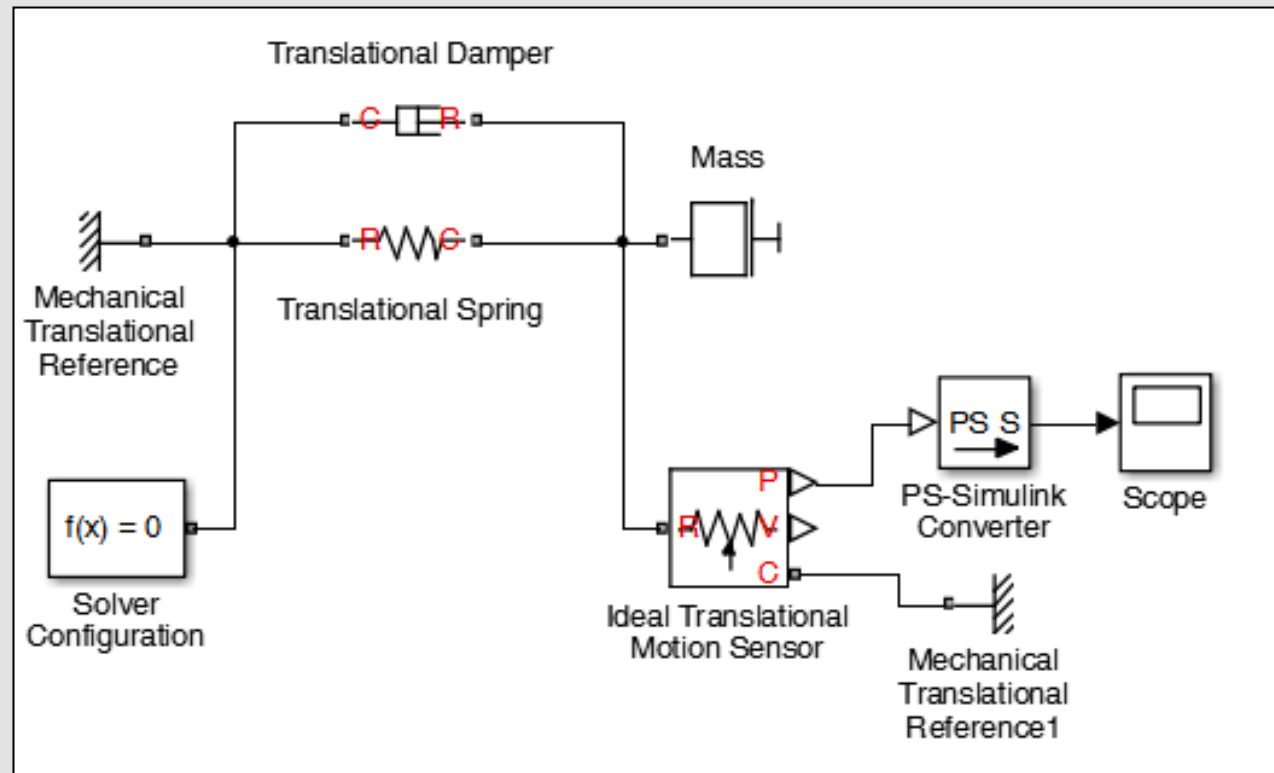 Translational Damper
C R
Mass
R C
Mechanical
Translational
Reference
Translational Spring
f(x) = 0
Solver
Configuration
P
R V
C
Ideal Translational
Motion Sensor
PS S
PS-Simulink
Converter
Scope
Mechanical
Translational
Reference1